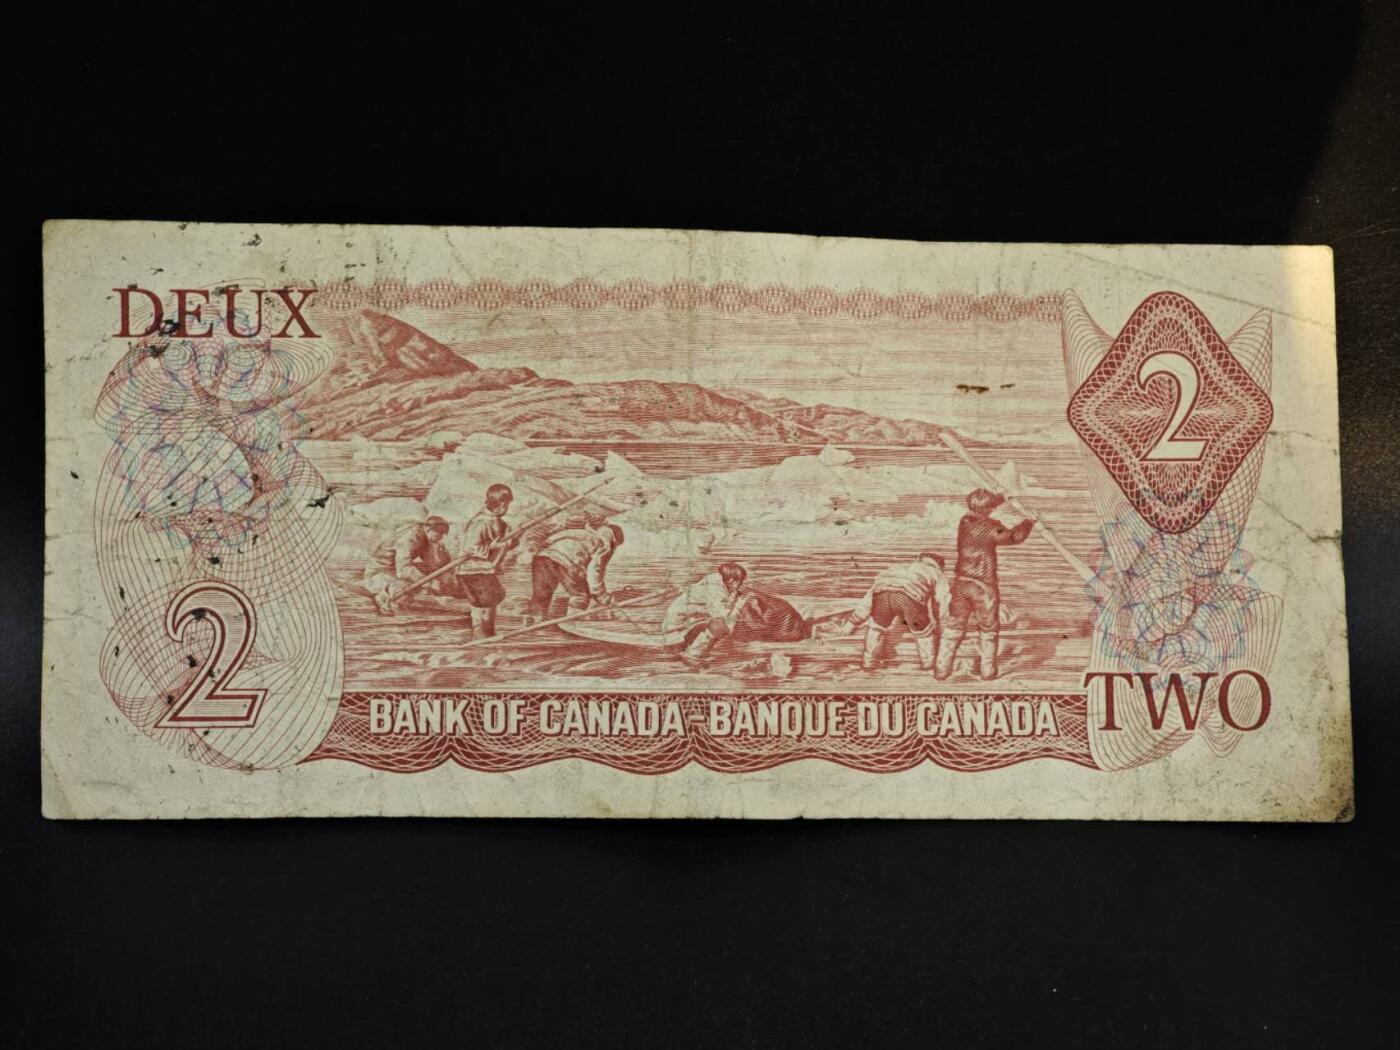 DEUX
2
2
BANK OF CANADA-BANQUE DU CANADA
TWO